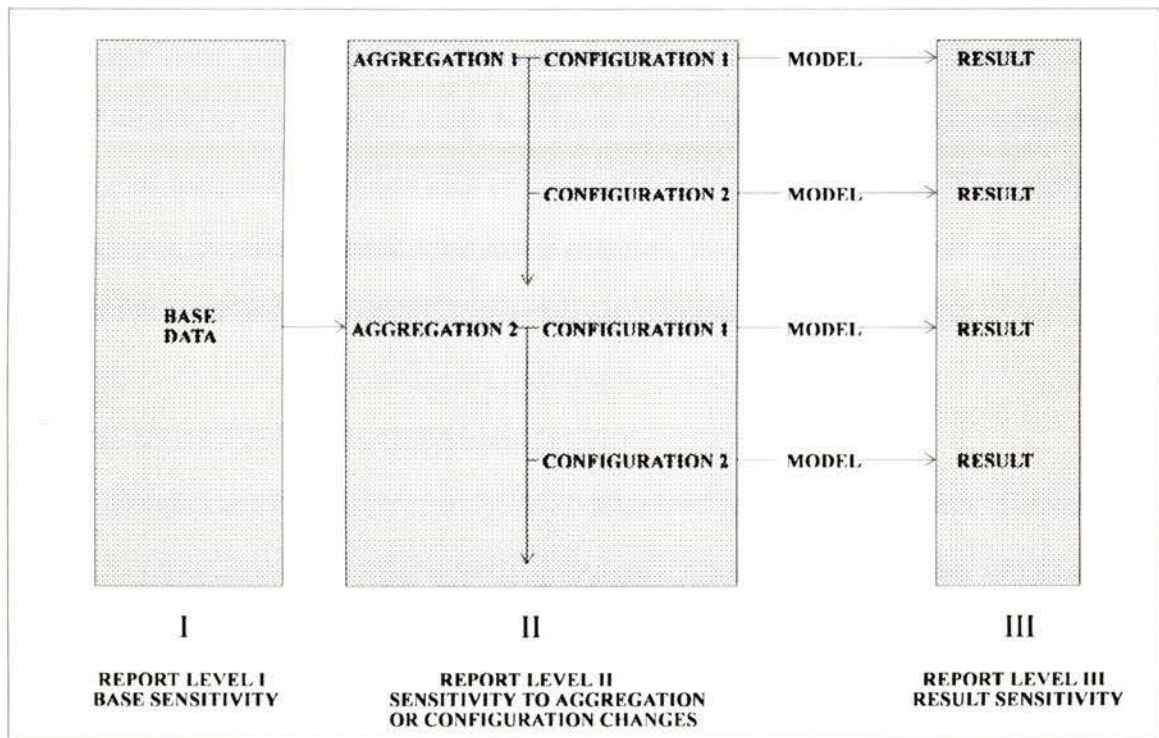 AGGREGATION 1 CONFIGURATION 1 MODEL RESULT
CONFIGURATION 2 MODEL RESULT
BASE
DATA
AGGREGATION 2 CONFIGURATION 1 MODEL RESULT
CONFIGURATION 2 MODEL RESULT
I II III
REPORT LEVEL I
BASE SENSITIVITY
REPORT LEVEL II
SENSITIVITY TO AGGREGATION
OR CONFIGURATION CHANGES
REPORT LEVEL III
RESULT SENSITIVITY